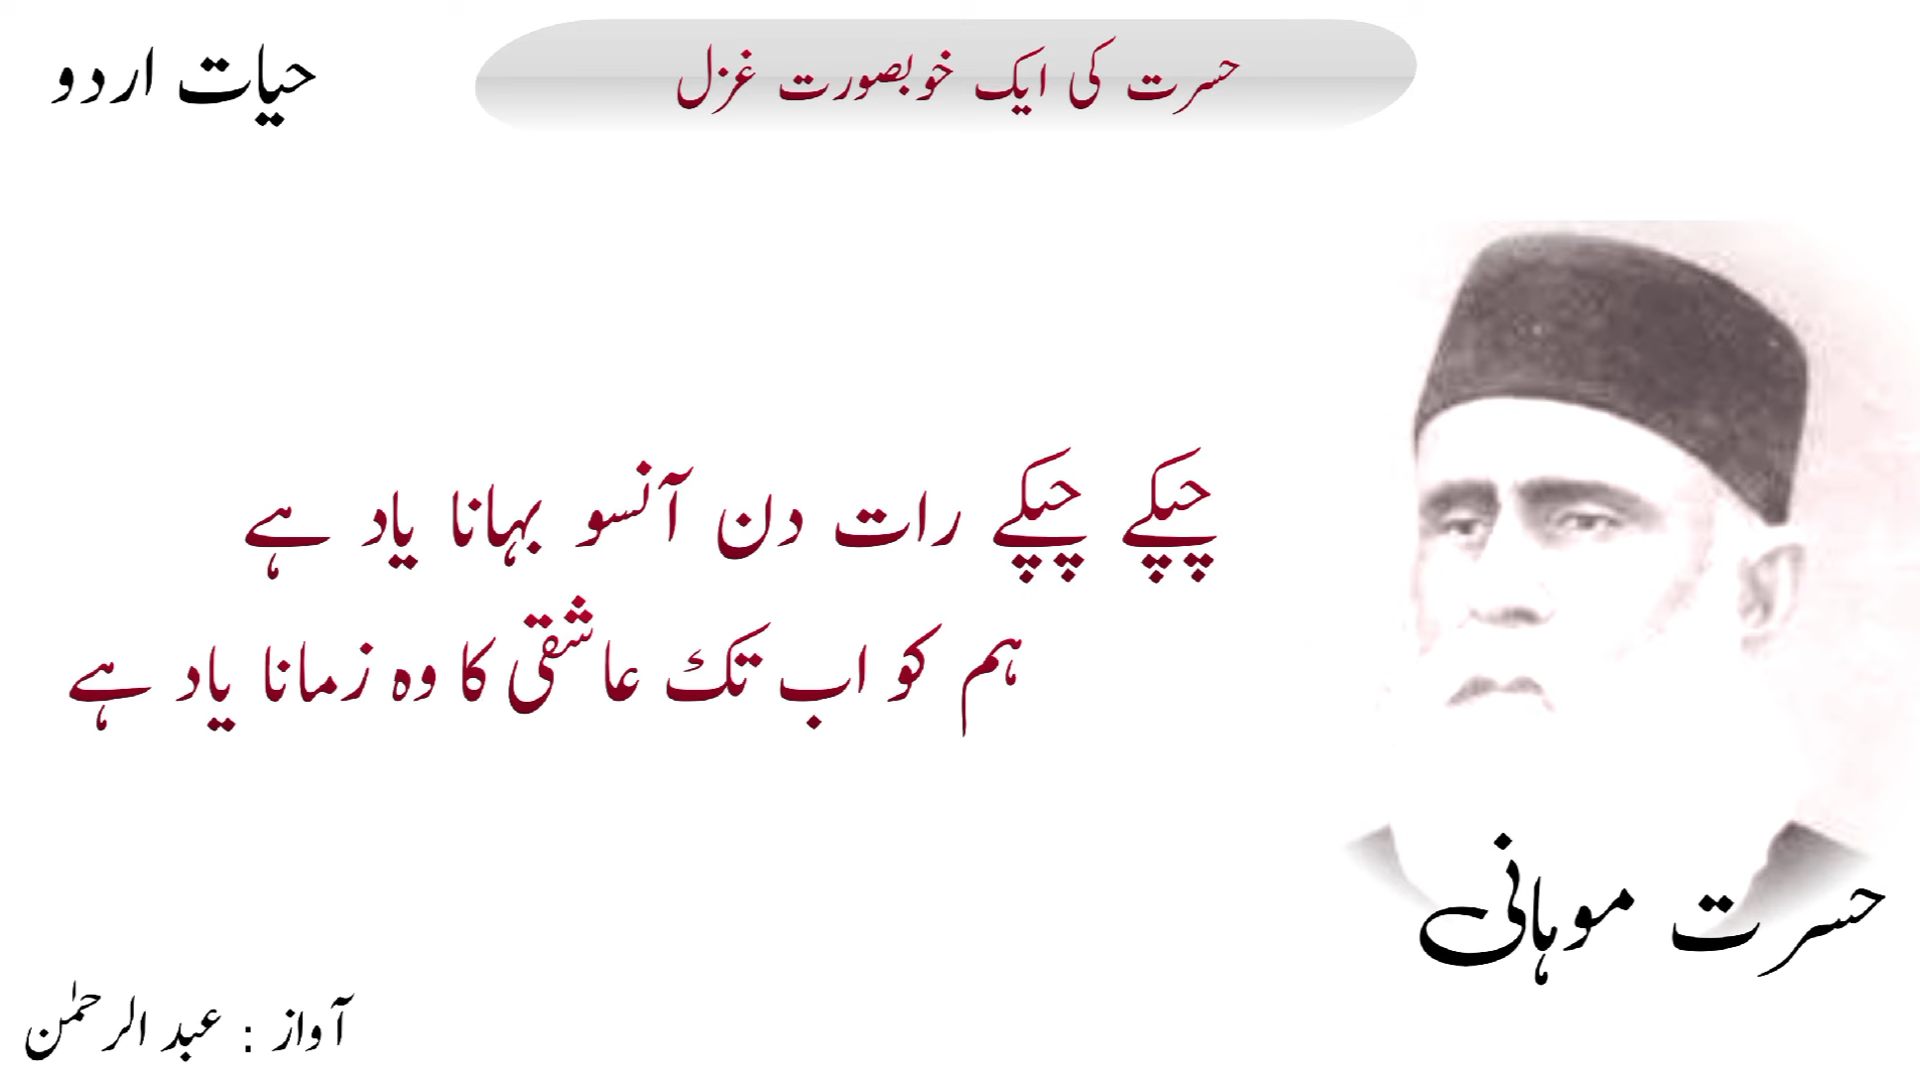 حسرت کی ایک خوبصورت غزل
حیات اردو
چپکے چپکے رات دن آنسو بہانا یاد ہے
ہم کو اب تک عاشقی کا وہ زمانا یاد ہے
حسرت موہانی
آواز : عبد الرحمٰن